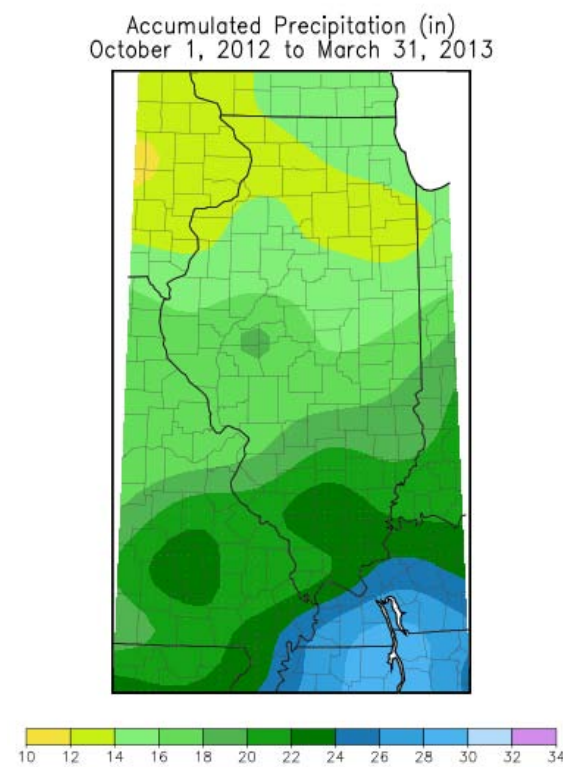 Accumulated Precipitation (in)
October 1, 2012 to March 31, 2013
10 12 14 16 18 20 22 24 26 28 30 32 34